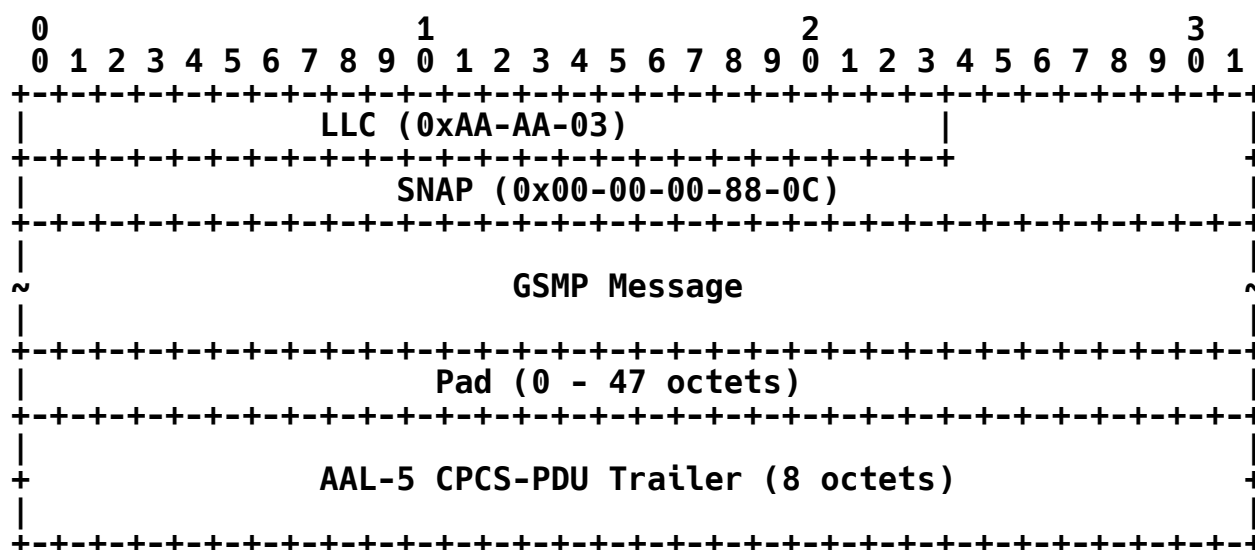 0                   1                   2                   3
 0 1 2 3 4 5 6 7 8 9 0 1 2 3 4 5 6 7 8 9 0 1 2 3 4 5 6 7 8 9 0 1
+-+-+-+-+-+-+-+-+-+-+-+-+-+-+-+-+-+-+-+-+-+-+-+-+-+-+-+-+-+-+-+-+
|               LLC (0xAA-AA-03)                |               |
+-+-+-+-+-+-+-+-+-+-+-+-+-+-+-+-+-+-+-+-+-+-+-+-+               +
|                   SNAP (0x00-00-00-88-0C)                     |
+-+-+-+-+-+-+-+-+-+-+-+-+-+-+-+-+-+-+-+-+-+-+-+-+-+-+-+-+-+-+-+-+
|                                                               |
~                         GSMP Message                          ~
|                                                               |
+-+-+-+-+-+-+-+-+-+-+-+-+-+-+-+-+-+-+-+-+-+-+-+-+-+-+-+-+-+-+-+-+
|                     Pad (0 - 47 octets)                       |
+-+-+-+-+-+-+-+-+-+-+-+-+-+-+-+-+-+-+-+-+-+-+-+-+-+-+-+-+-+-+-+-+
|                                                               |
+               AAL-5 CPCS-PDU Trailer (8 octets)               +
|                                                               |
+-+-+-+-+-+-+-+-+-+-+-+-+-+-+-+-+-+-+-+-+-+-+-+-+-+-+-+-+-+-+-+-+